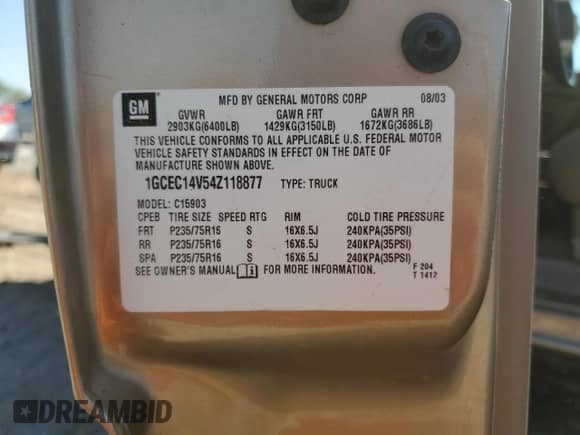 GM
MFD BY GENERAL MOTORS CORP 08/03
GVWR GAWR FRT GAWR RR
2903KG(6400LB) 1429KG(3150LB) 1672KG(3686LB)
THIS VEHICLE CONFORMS TO ALL APPLICABLE U.S. FEDERAL MOTOR
VEHICLE SAFETY STANDARDS IN EFFECT ON THE DATE OF
MANUFACTURE SHOWN ABOVE.
1GCEC14V54Z118877 TYPE: TRUCK
MODEL: C15903
CPEB TIRE SIZE SPEED RTG RIM COLD TIRE PRESSURE
FRT P235/75R16 S 16X6.5J 240KPA(35PSI)
RR P235/75R16 S 16X6.5J 240KPA(35PSI)
SPA P235/75R16 S 16X6.5J 240KPA(35PSI)
SEE OWNER'S MANUAL FOR MORE INFORMATION.
F 204
T 1412
DREAMBID